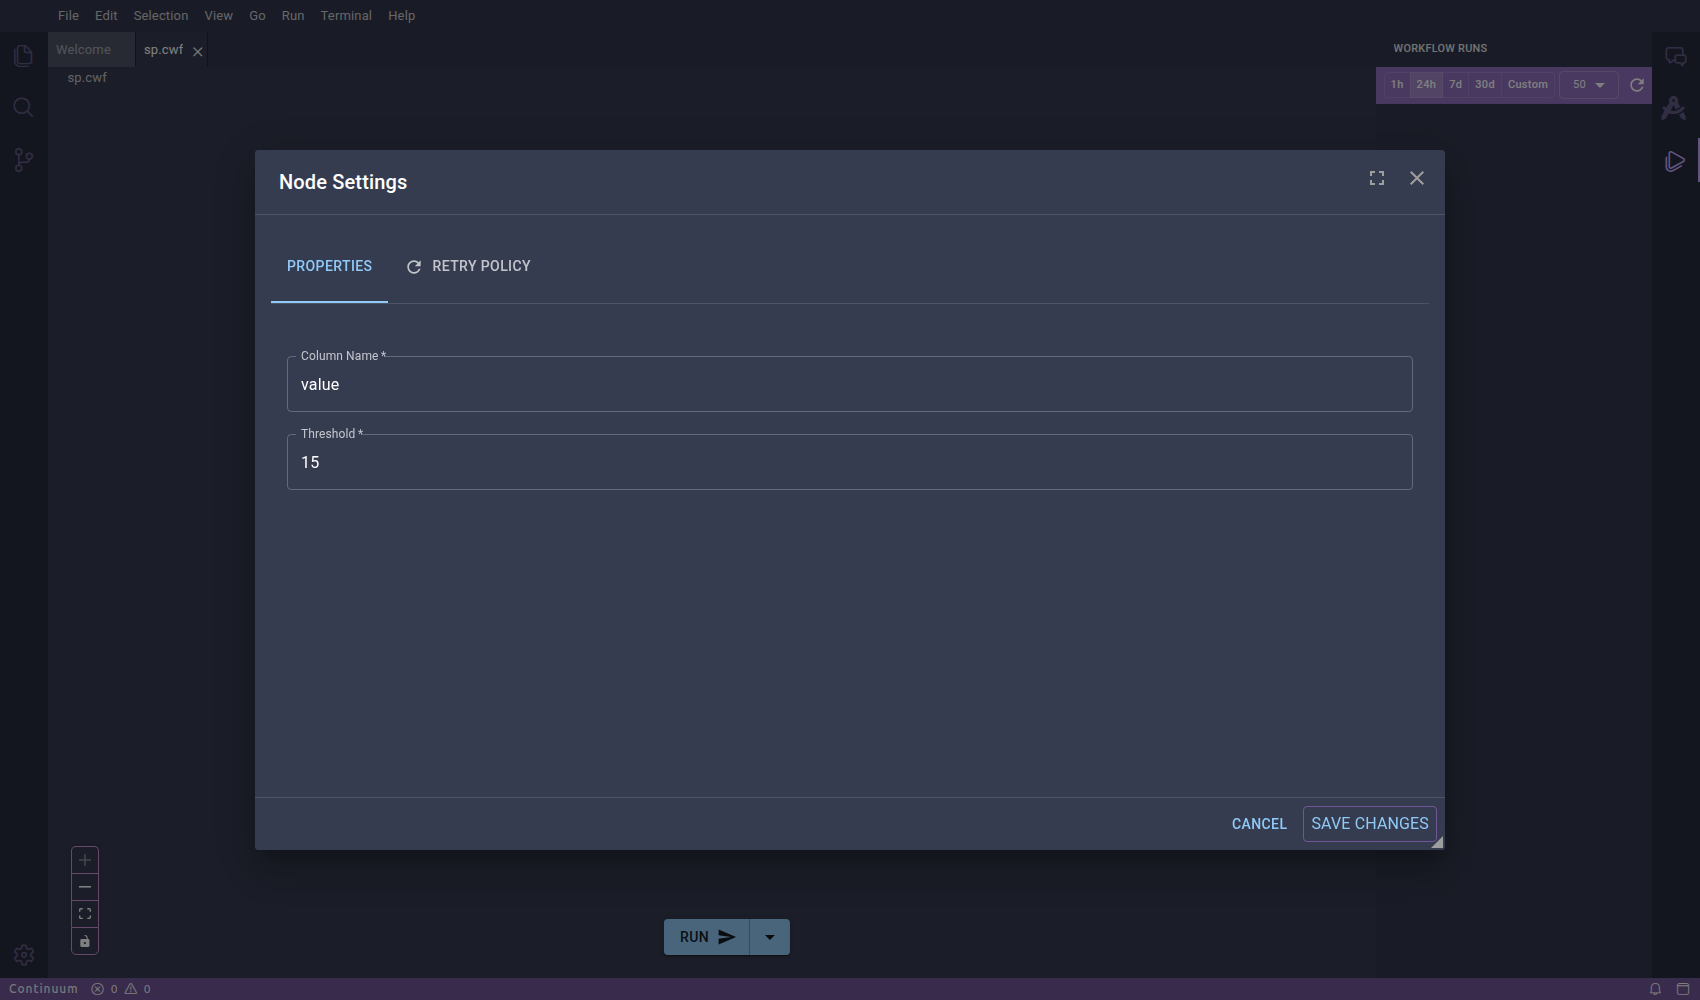 File Edit Selection View Go Run Terminal Help
Welcome sp.cwf
WORKFLOW RUNS
sp.cwf
1h 24h 7d 30d Custom 50
Node Settings
PROPERTIES RETRY POLICY
Column Name *
value
Threshold *
15
CANCEL SAVE CHANGES
RUN
Continuum 0 0